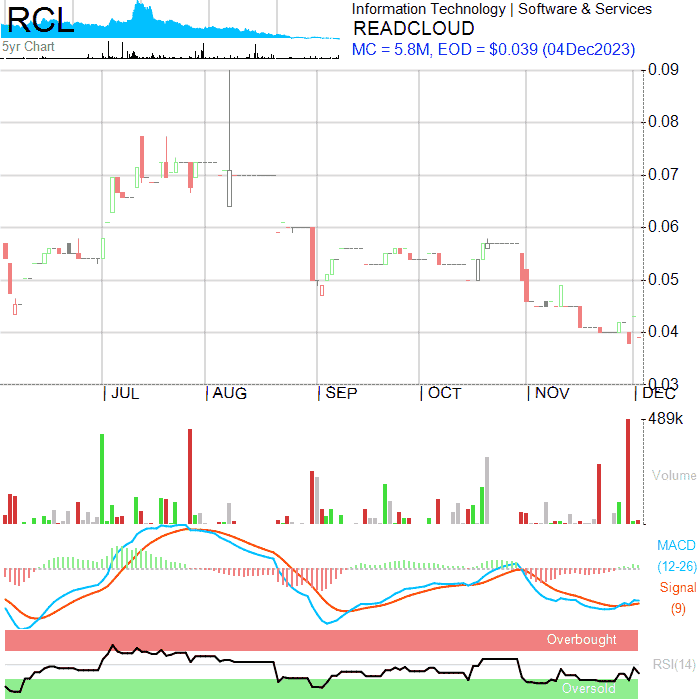 RCL
5yr Chart
Information Technology | Software & Services
READCLOUD
MC = 5.8M, EOD = $0.039 (04Dec2023)
0.09
0.08
0.07
0.06
0.05
0.04
0.03
| JUL | AUG | SEP | OCT | NOV | DEC
489k
Volume
MACD
(12-26)
Signal
(9)
Overbought
RSI(14)
Oversold